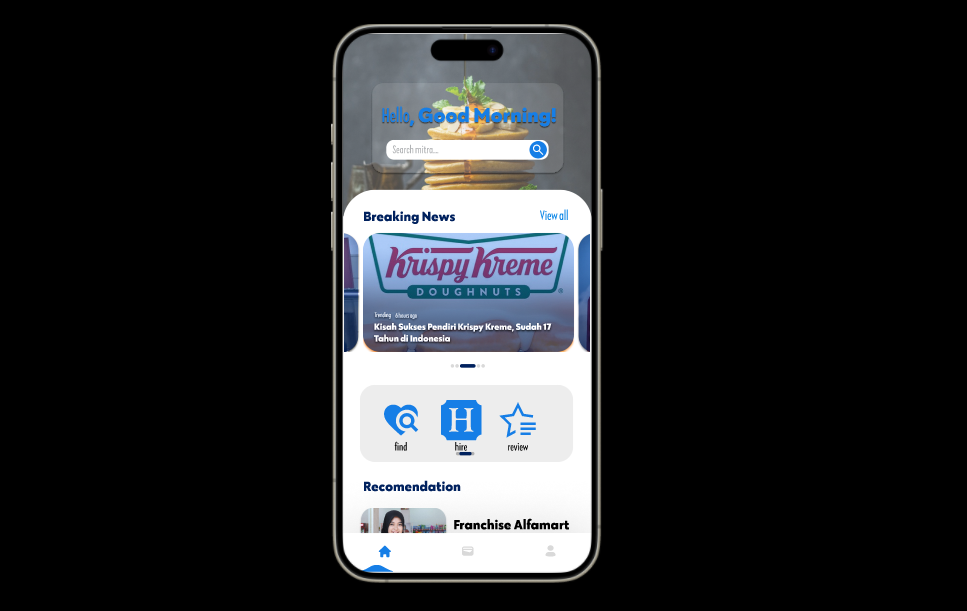 Hello, Good Morning!
Search mitra...
Breaking News
View all
Krispy Kreme
DOUGHNUTS
®
Trending 6 hours ago
Kisah Sukses Pendiri Krispy Kreme, Sudah 17
Tahun di Indonesia
H
find
hire
review
Recomendation
Franchise Alfamart